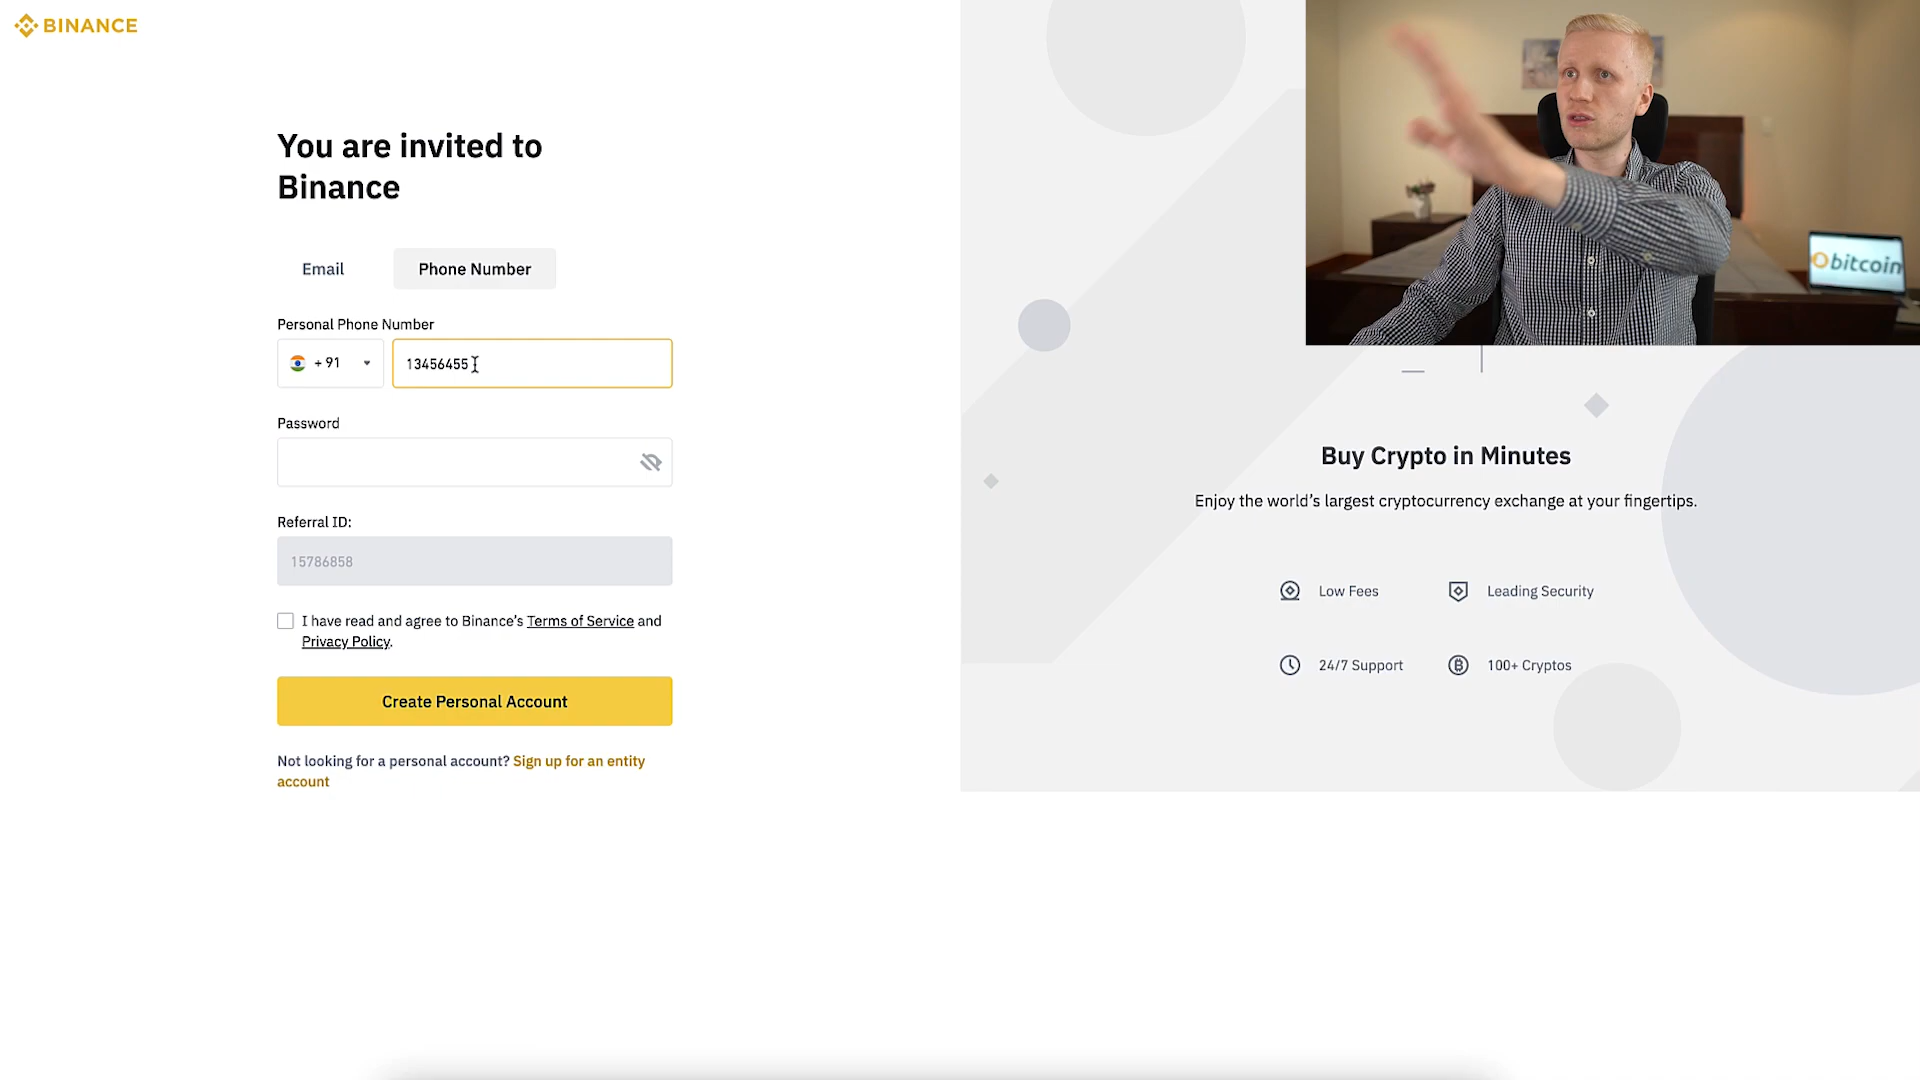 BINANCE
You are invited to
Binance
Email
Phone Number
Personal Phone Number
+ 91
13456455
Password
Referral ID:
15786858
I have read and agree to Binance's Terms of Service and
Privacy Policy.
Create Personal Account
Not looking for a personal account? Sign up for an entity
account
bitcoin
Buy Crypto in Minutes
Enjoy the world's largest cryptocurrency exchange at your fingertips.
Low Fees
Leading Security
24/7 Support
100+ Cryptos